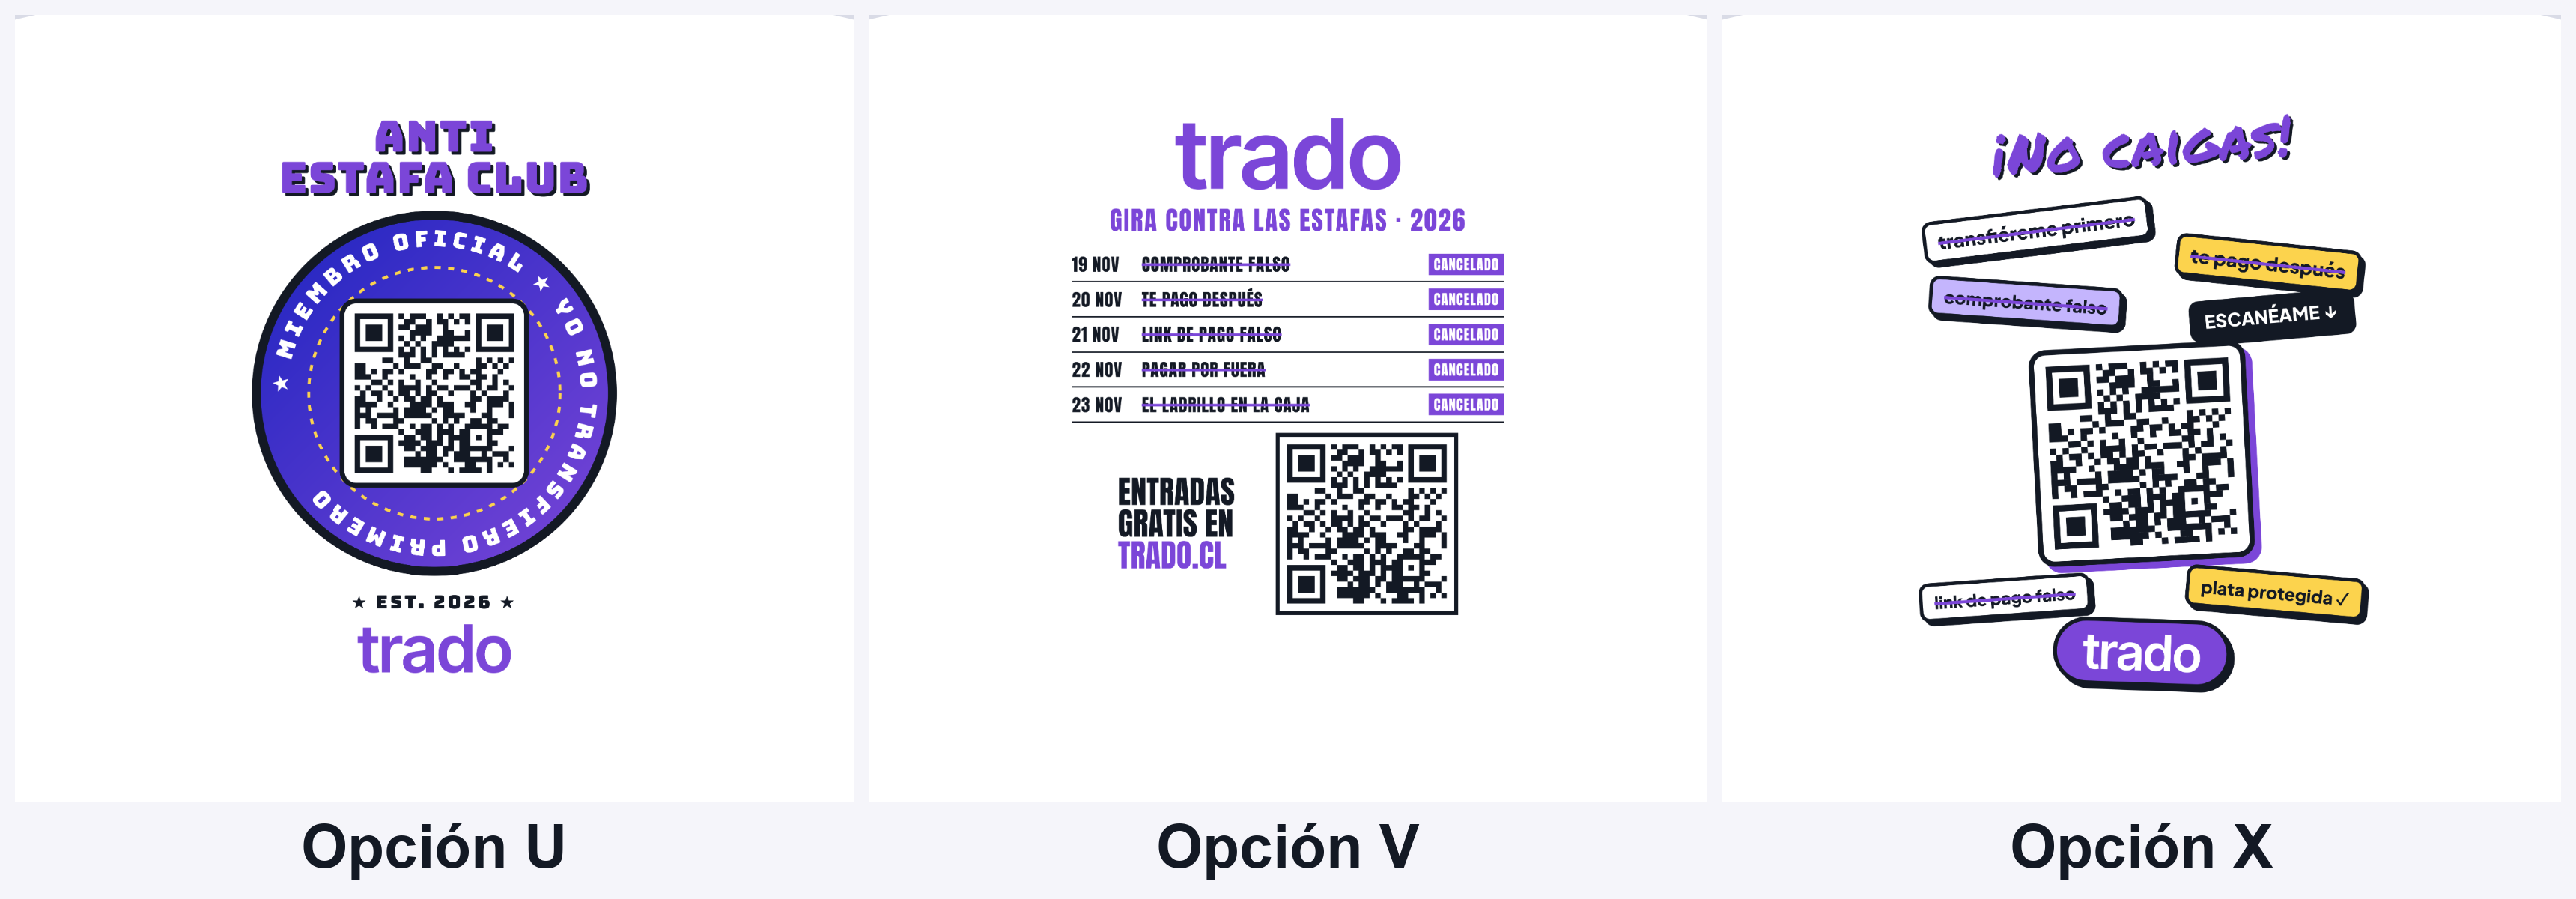 ANTI
ESTAFA CLUB
★ MIEMBRO OFICIAL ★ YO NO TRANSFIERO PRIMERO
★ EST. 2026 ★
trado
Opción U
trado
GIRA CONTRA LAS ESTAFAS · 2026
19 NOV COMPROBANTE FALSO CANCELADO
20 NOV TE PAGO DESPUÉS CANCELADO
21 NOV LINK DE PAGO FALSO CANCELADO
22 NOV PAGAR POR FUERA CANCELADO
23 NOV EL LADRILLO EN LA CAJA CANCELADO
ENTRADAS
GRATIS EN
TRADO.CL
Opción V
¡NO CAIGAS!
transfiéreme primero
te pago después
comprobante falso
ESCANÉAME ↓
link de pago falso
plata protegida ✓
trado
Opción X